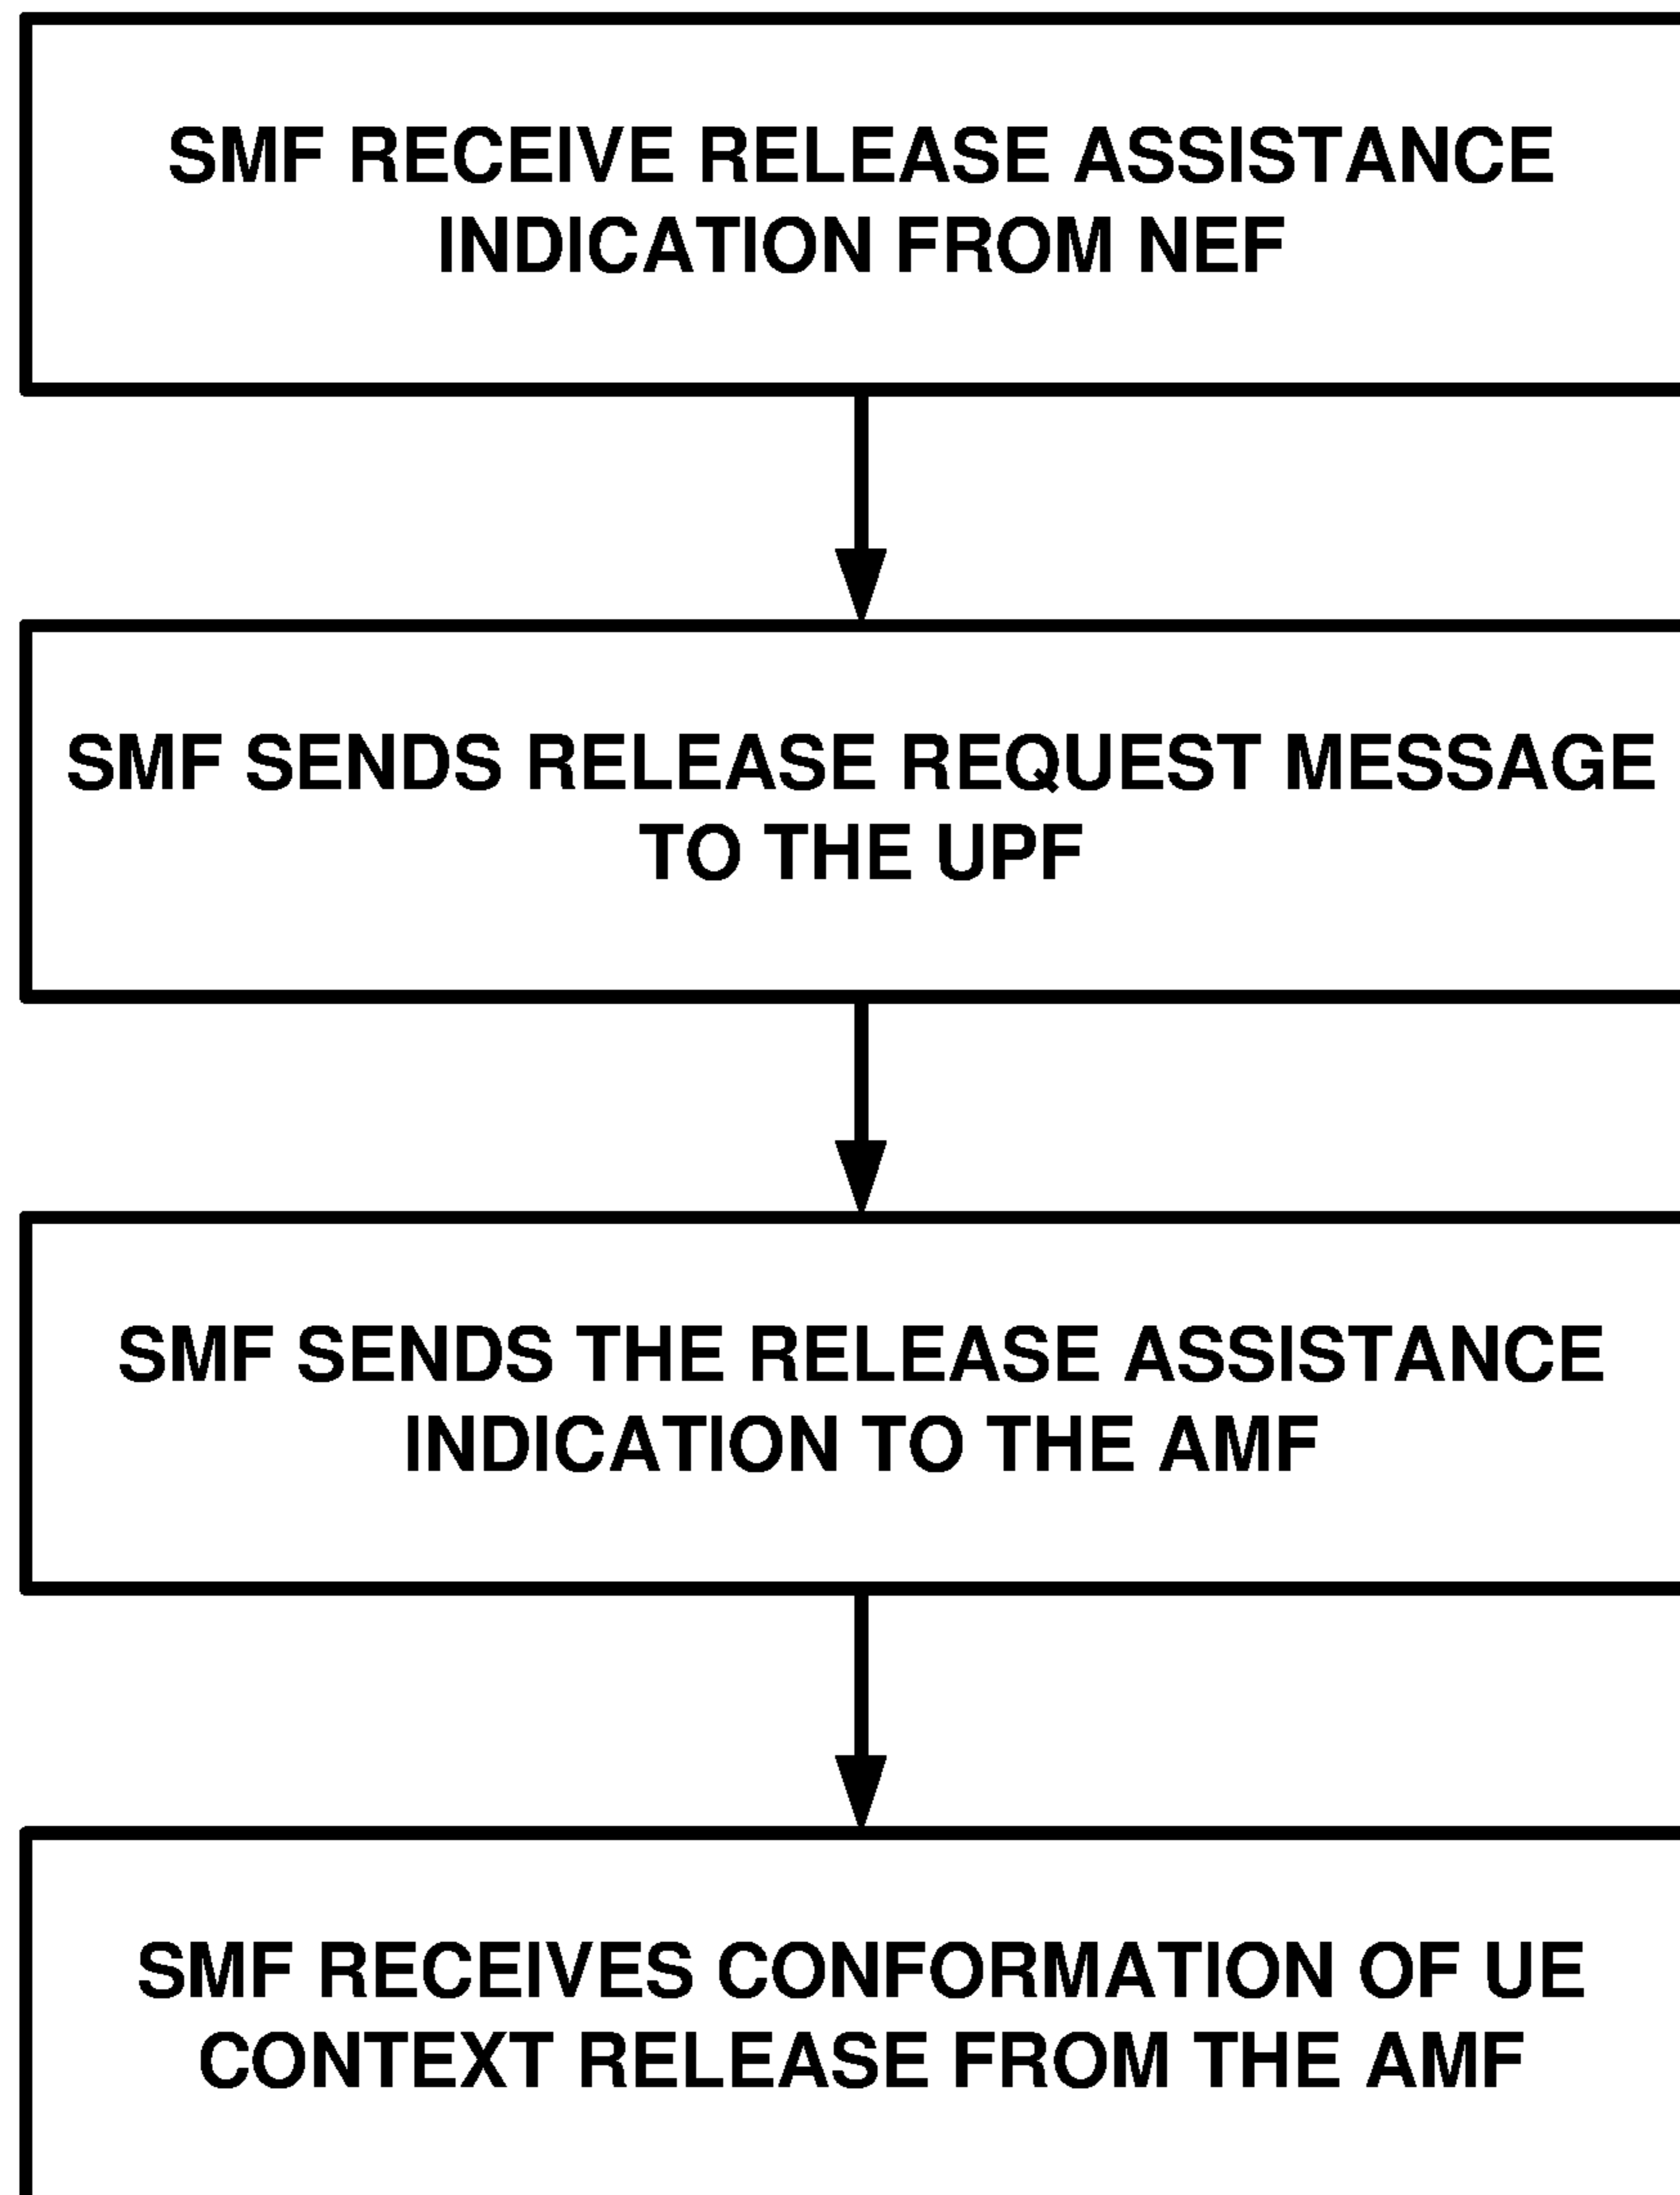 SMF RECEIVE RELEASE ASSISTANCE
INDICATION FROM NEF
SMF SENDS RELEASE REQUEST MESSAGE
TO THE UPF
SMF SENDS THE RELEASE ASSISTANCE
INDICATION TO THE AMF
SMF RECEIVES CONFORMATION OF UE
CONTEXT RELEASE FROM THE AMF